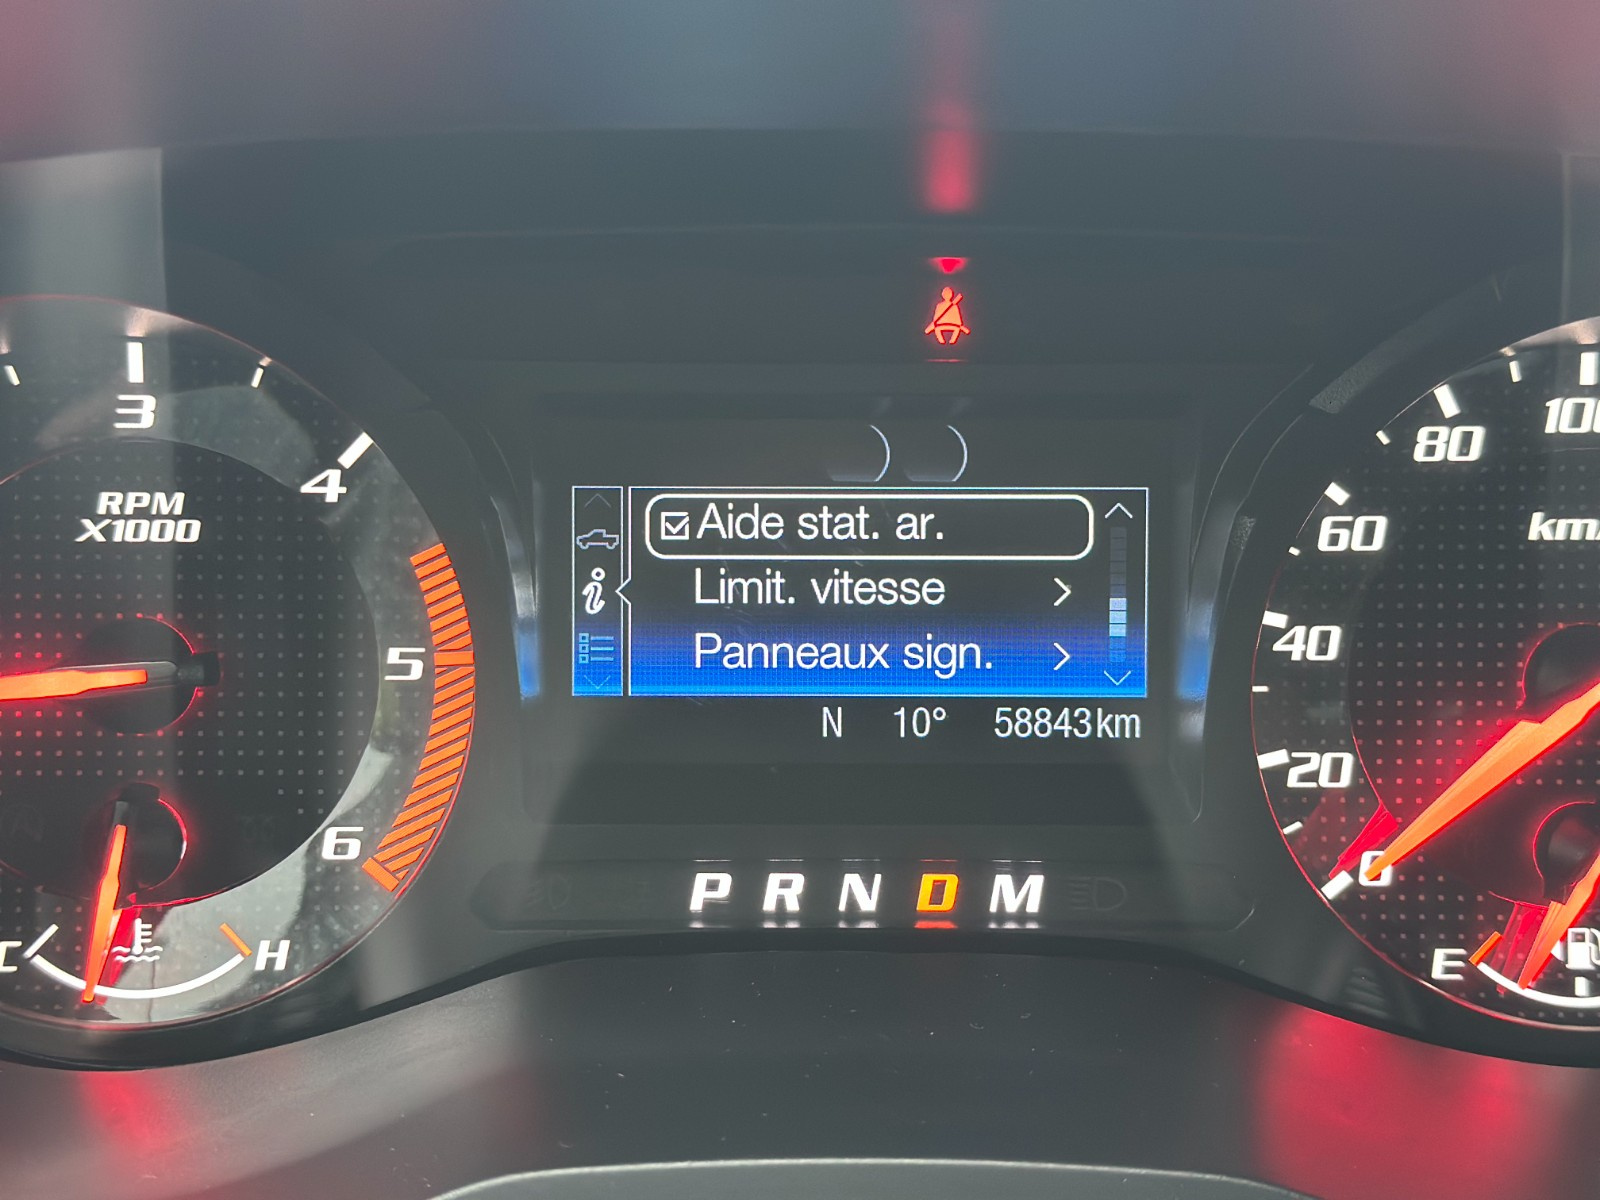 3
4
RPM
X1000
5
6
C
H
Aide stat. ar.
Limit. vitesse
Panneaux sign.
N 10° 58843km
P R N D M
80
60
40
20
0
E